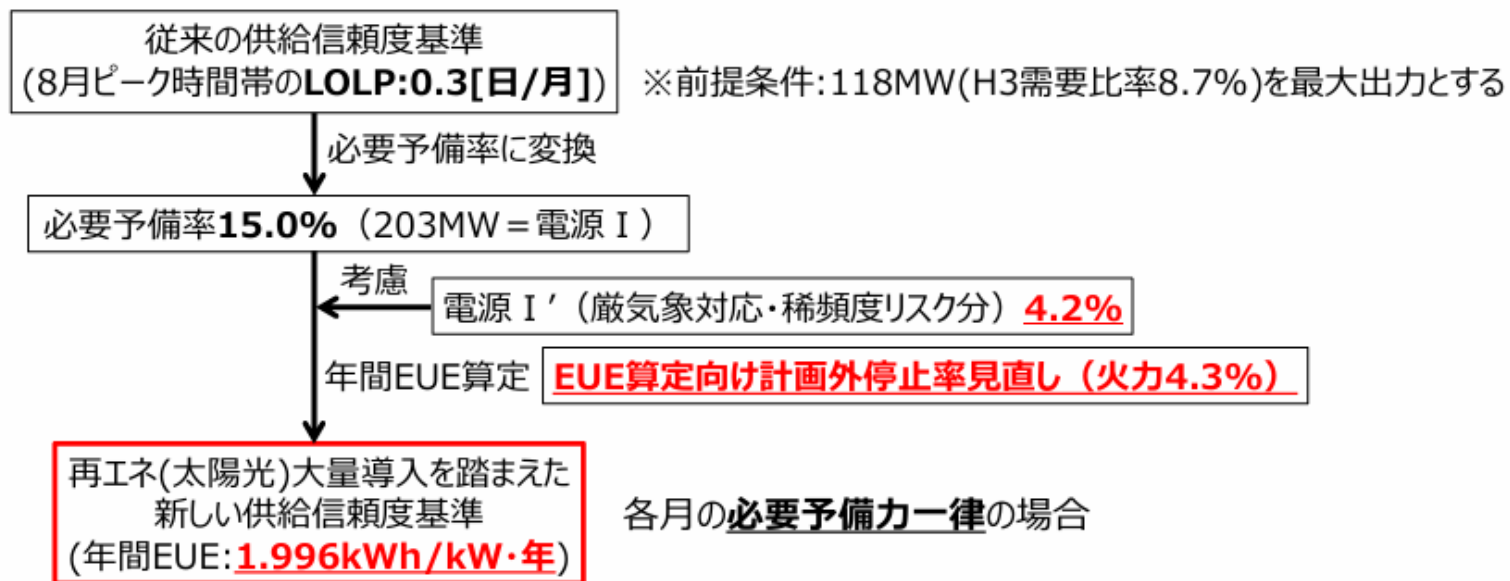 従来の供給信頼度基準
(8月ピーク時間帯のLOLP:0.3[日/月])
※前提条件:118MW(H3需要比率8.7%)を最大出力とする
必要予備率に変換
必要予備率15.0%（203MW＝電源Ⅰ）
考慮
電源Ⅰ′（厳気象対応・稀頻度リスク分）4.2%
年間EUE算定
EUE算定向け計画外停止率見直し（火力4.3%）
再エネ(太陽光)大量導入を踏まえた
新しい供給信頼度基準
(年間EUE:1.996kWh/kW・年)
各月の必要予備力一律の場合